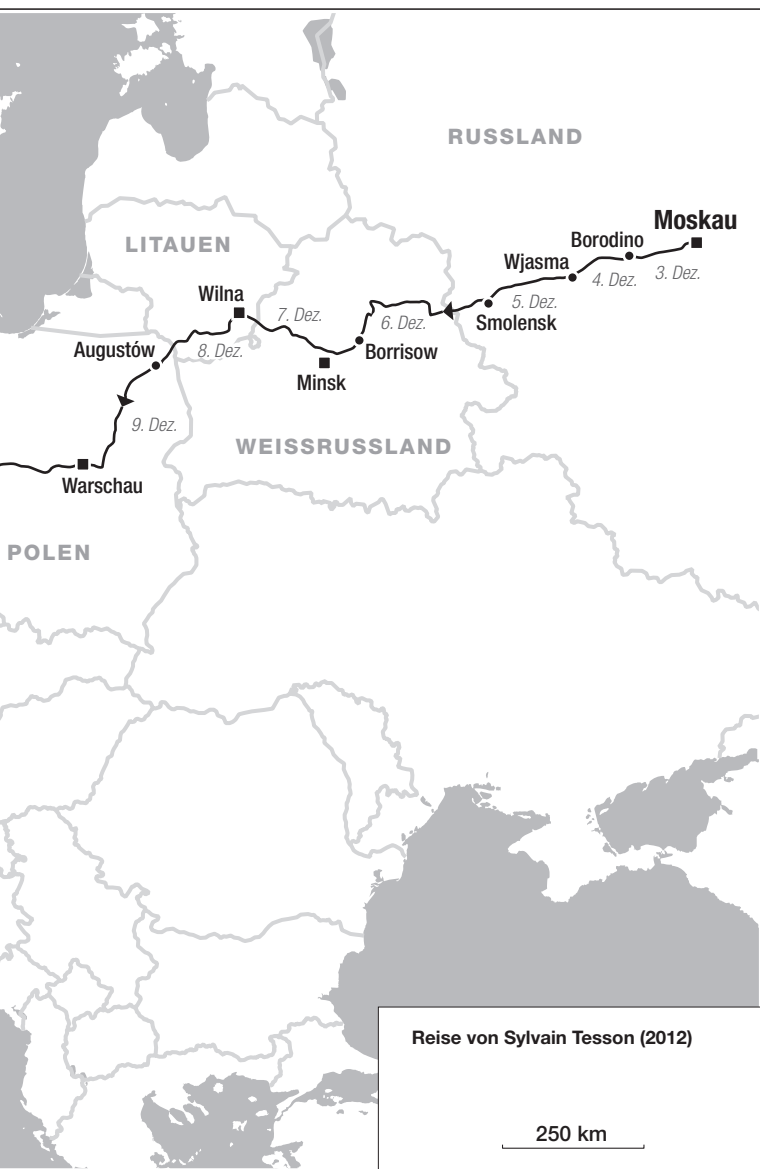 RUSSLAND
Moskau
Borodino
3. Dez.
LITAUEN
Wjasma
4. Dez.
Wilna
5. Dez.
7. Dez.
6. Dez.
Smolensk
Augustów
8. Dez.
Borrisow
Minsk
9. Dez.
WEISSRUSSLAND
Warschau
POLEN
Reise von Sylvain Tesson (2012)
250 km